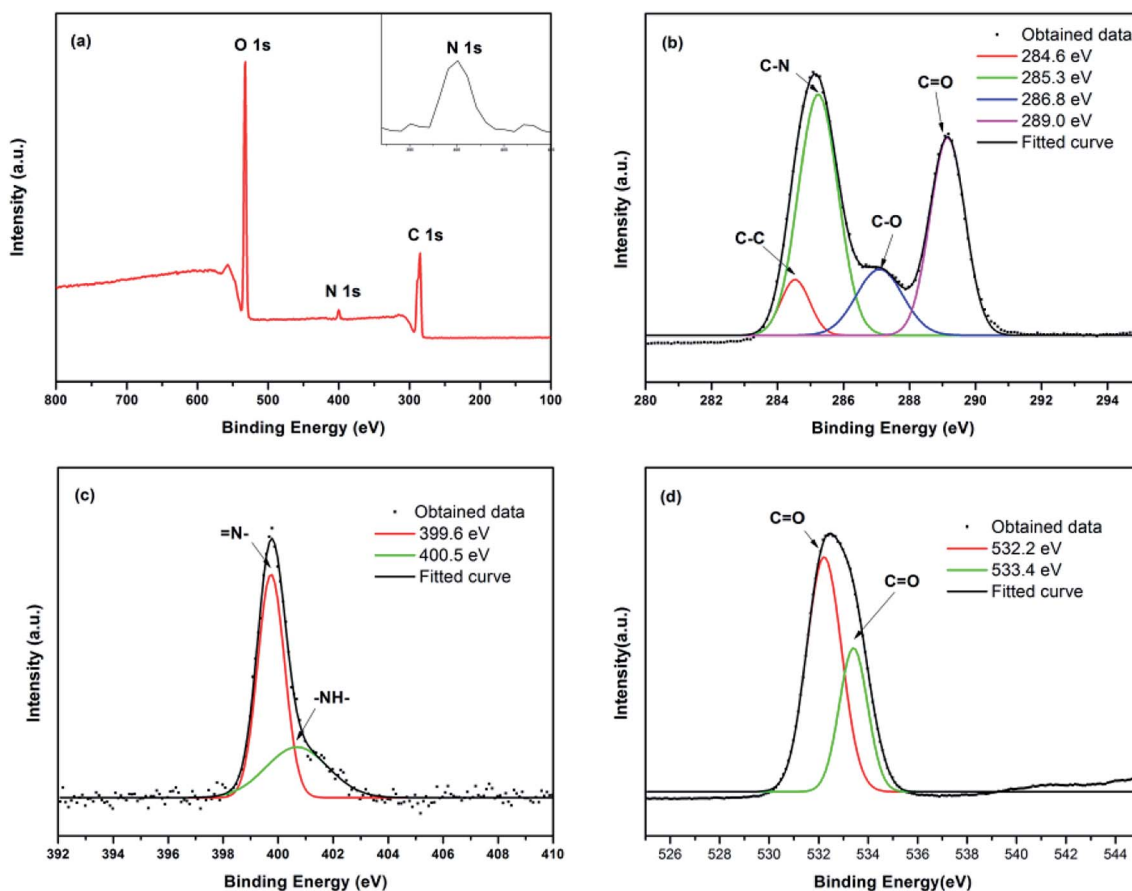 (a)
O 1s
N 1s
N 1s
C 1s
Intensity (a.u.)
800 700 600 500 400 300 200 100
Binding Energy (eV)
(b)
Obtained data
284.6 eV
285.3 eV
286.8 eV
289.0 eV
Fitted curve
C-N
C=O
C-C
C-O
Intensity (a.u.)
280 282 284 286 288 290 292 294
Binding Energy (eV)
(c)
Obtained data
399.6 eV
400.5 eV
Fitted curve
=N-
-NH-
Intensity (a.u.)
392 394 396 398 400 402 404 406 408 410
Binding Energy (eV)
(d)
C=O
Obtained data
532.2 eV
533.4 eV
Fitted curve
C=O
Intensity(a.u.)
526 528 530 532 534 536 538 540 542 544
Binding Energy(eV)